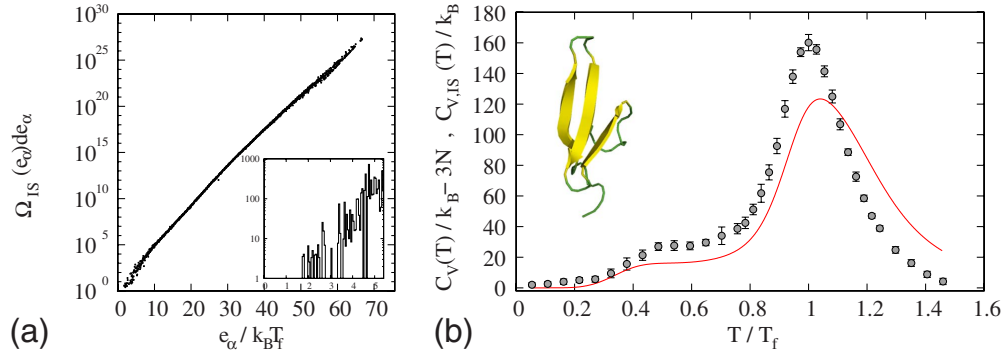 10^30
10^25
10^20
10^15
10^10
10^5
10^0
Ω_IS (e_α)de_α
0 10 20 30 40 50 60 70
e_α / k_B T_f
1000
100
10
1
0 1 2 3 4 5 6
(a)
180
160
140
120
100
80
60
40
20
0
C_V(T) / k_B − 3N , C_V,IS (T) / k_B
0 0.2 0.4 0.6 0.8 1 1.2 1.4 1.6
T / T_f
(b)